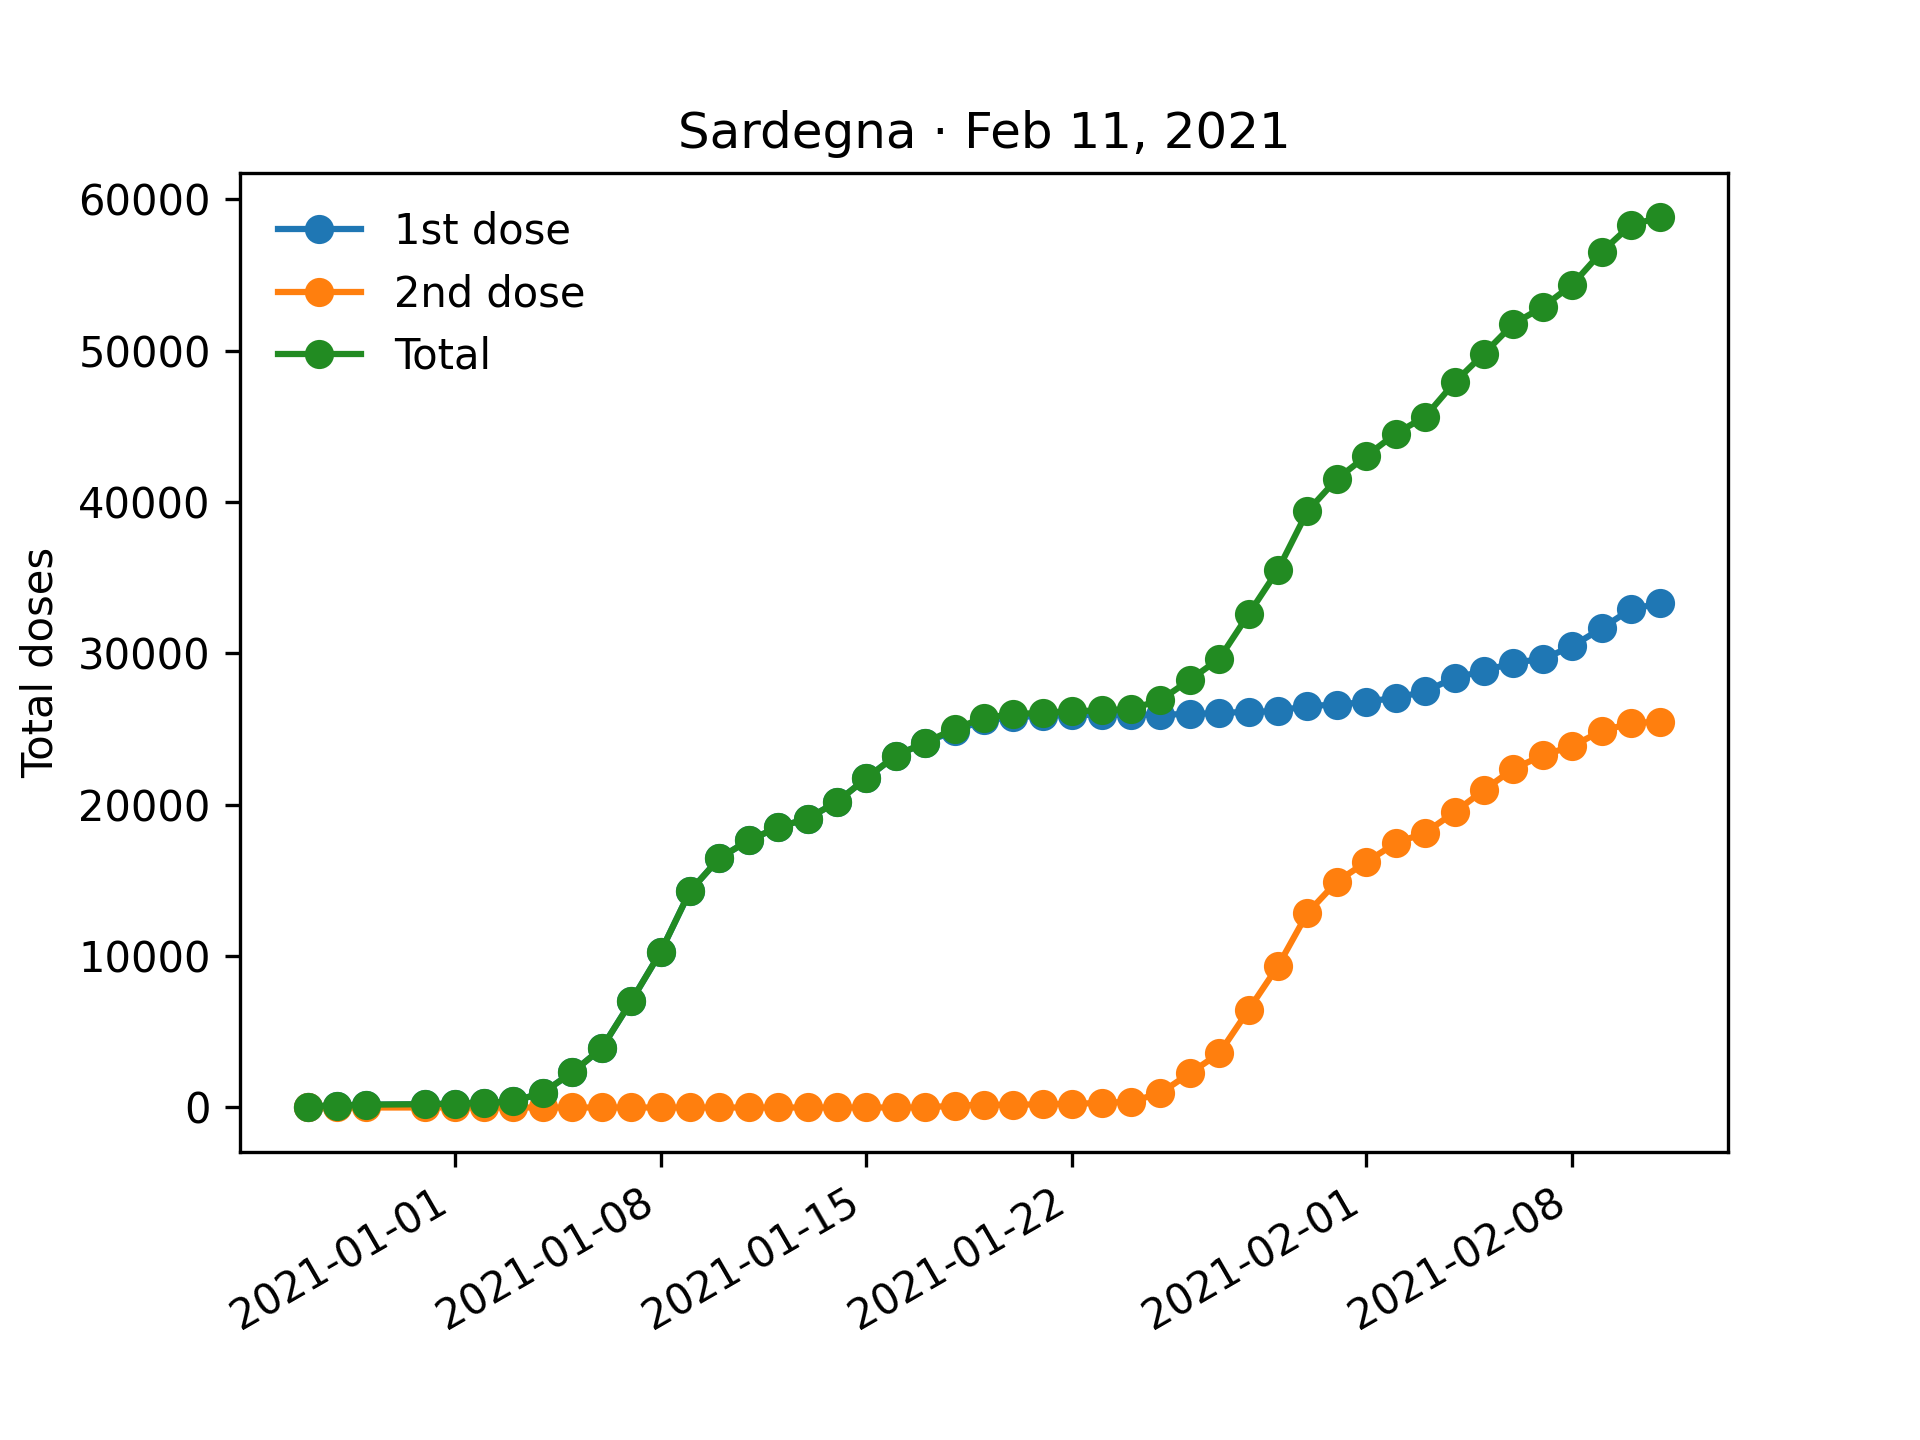 Sardegna · Feb 11, 2021
1st dose
2nd dose
Total
Total doses
60000
50000
40000
30000
20000
10000
0
2021-01-01
2021-01-08
2021-01-15
2021-01-22
2021-02-01
2021-02-08